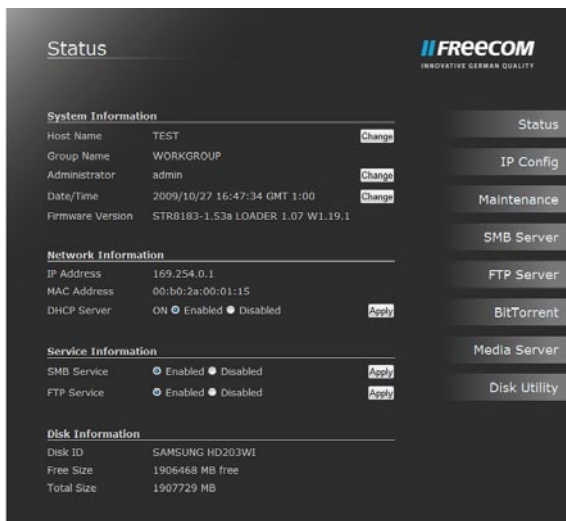 Status
FREECOM
INNOVATIVE GERMAN QUALITY
System Information
Host Name TEST Change
Group Name WORKGROUP
Administrator admin Change
Date/Time 2009/10/27 16:47:34 GMT 1:00 Change
Firmware Version STR8183-1.53a LOADER 1.07 W1.19.1
Network Information
IP Address 169.254.0.1
MAC Address 00:b0:2a:00:01:15
DHCP Server ON Enabled Disabled Apply
Service Information
SMB Service Enabled Disabled Apply
FTP Service Enabled Disabled Apply
Disk Information
Disk ID SAMSUNG HD203WI
Free Size 1906468 MB free
Total Size 1907729 MB
Status
IP Config
Maintenance
SMB Server
FTP Server
BitTorrent
Media Server
Disk Utility